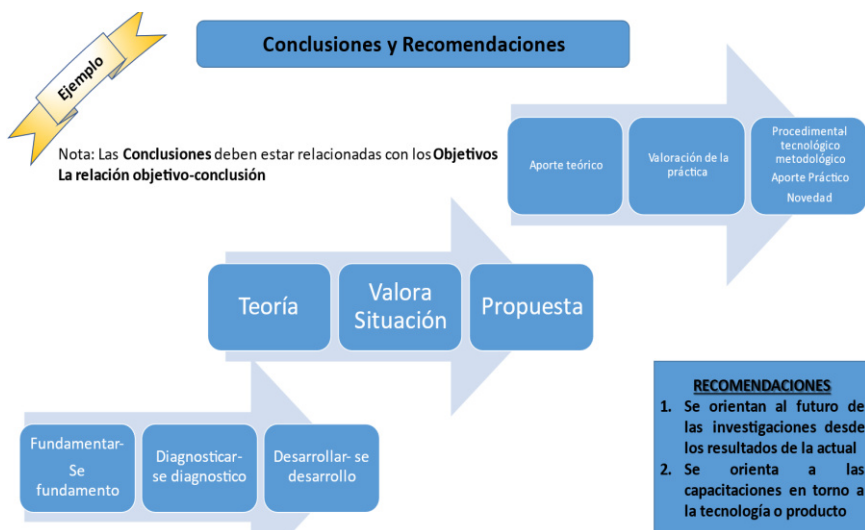 Ejemplo
Conclusiones y Recomendaciones
Nota: Las Conclusiones deben estar relacionadas con los Objetivos
La relación objetivo-conclusión
Aporte teórico
Valoración de la
práctica
Procedimental
tecnológico
metodológico
Aporte Práctico
Novedad
Teoría
Valora
Situación
Propuesta
Fundamentar-
Se
fundamento
Diagnosticar-
se diagnostico
Desarrollar- se
desarrollo
RECOMENDACIONES
1. Se orientan al futuro de
las investigaciones desde
los resultados de la actual
2. Se orienta a las
capacitaciones en torno a
la tecnología o producto